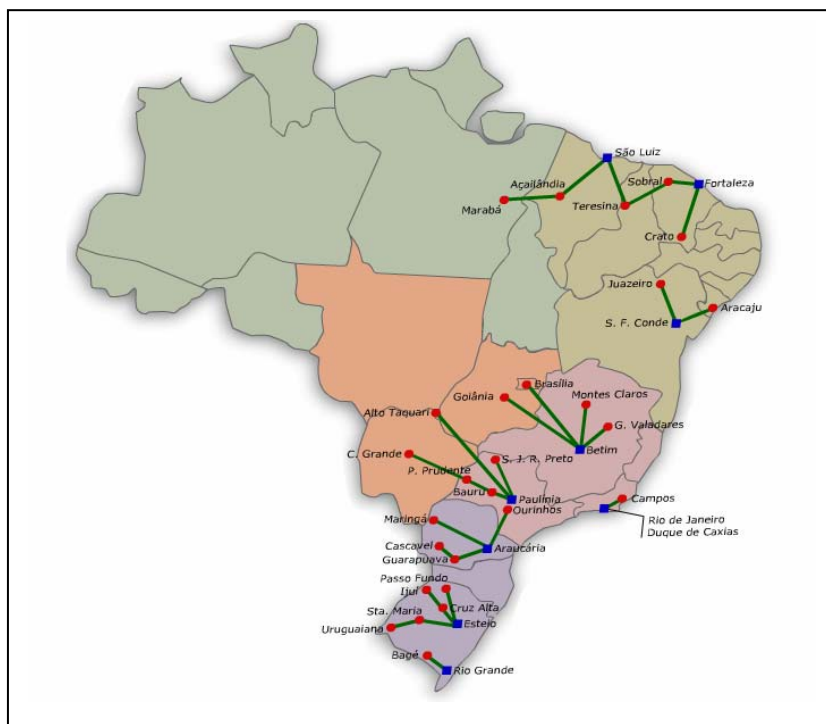 São Luiz
Açailândia
Sobral
Fortaleza
Marabá
Teresina
Crato
Juazeiro
Aracaju
S. F. Conde
Brasília
Goiânia
Montes Claros
Alto Taquari
G. Valadares
C. Grande
S. J. R. Preto
Betim
P. Prudente
Bauru
Paulínia
Campos
Ourinhos
Maringá
Rio de Janeiro
Duque de Caxias
Cascavel
Araucária
Guarapuava
Passo Fundo
Ijuí
Sta. Maria
Cruz Alta
Uruguaiana
Esteio
Bagé
Rio Grande